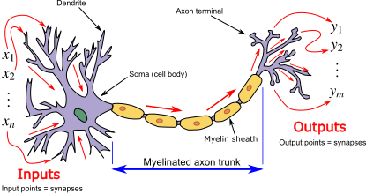 Dendrite
Axon terminal
x1
x2
⋮
xn
Soma (cell body)
y1
y2
⋮
ym
Myelin sheath
Outputs
Output points = synapses
Myelinated axon trunk
Inputs
Input points = synapses